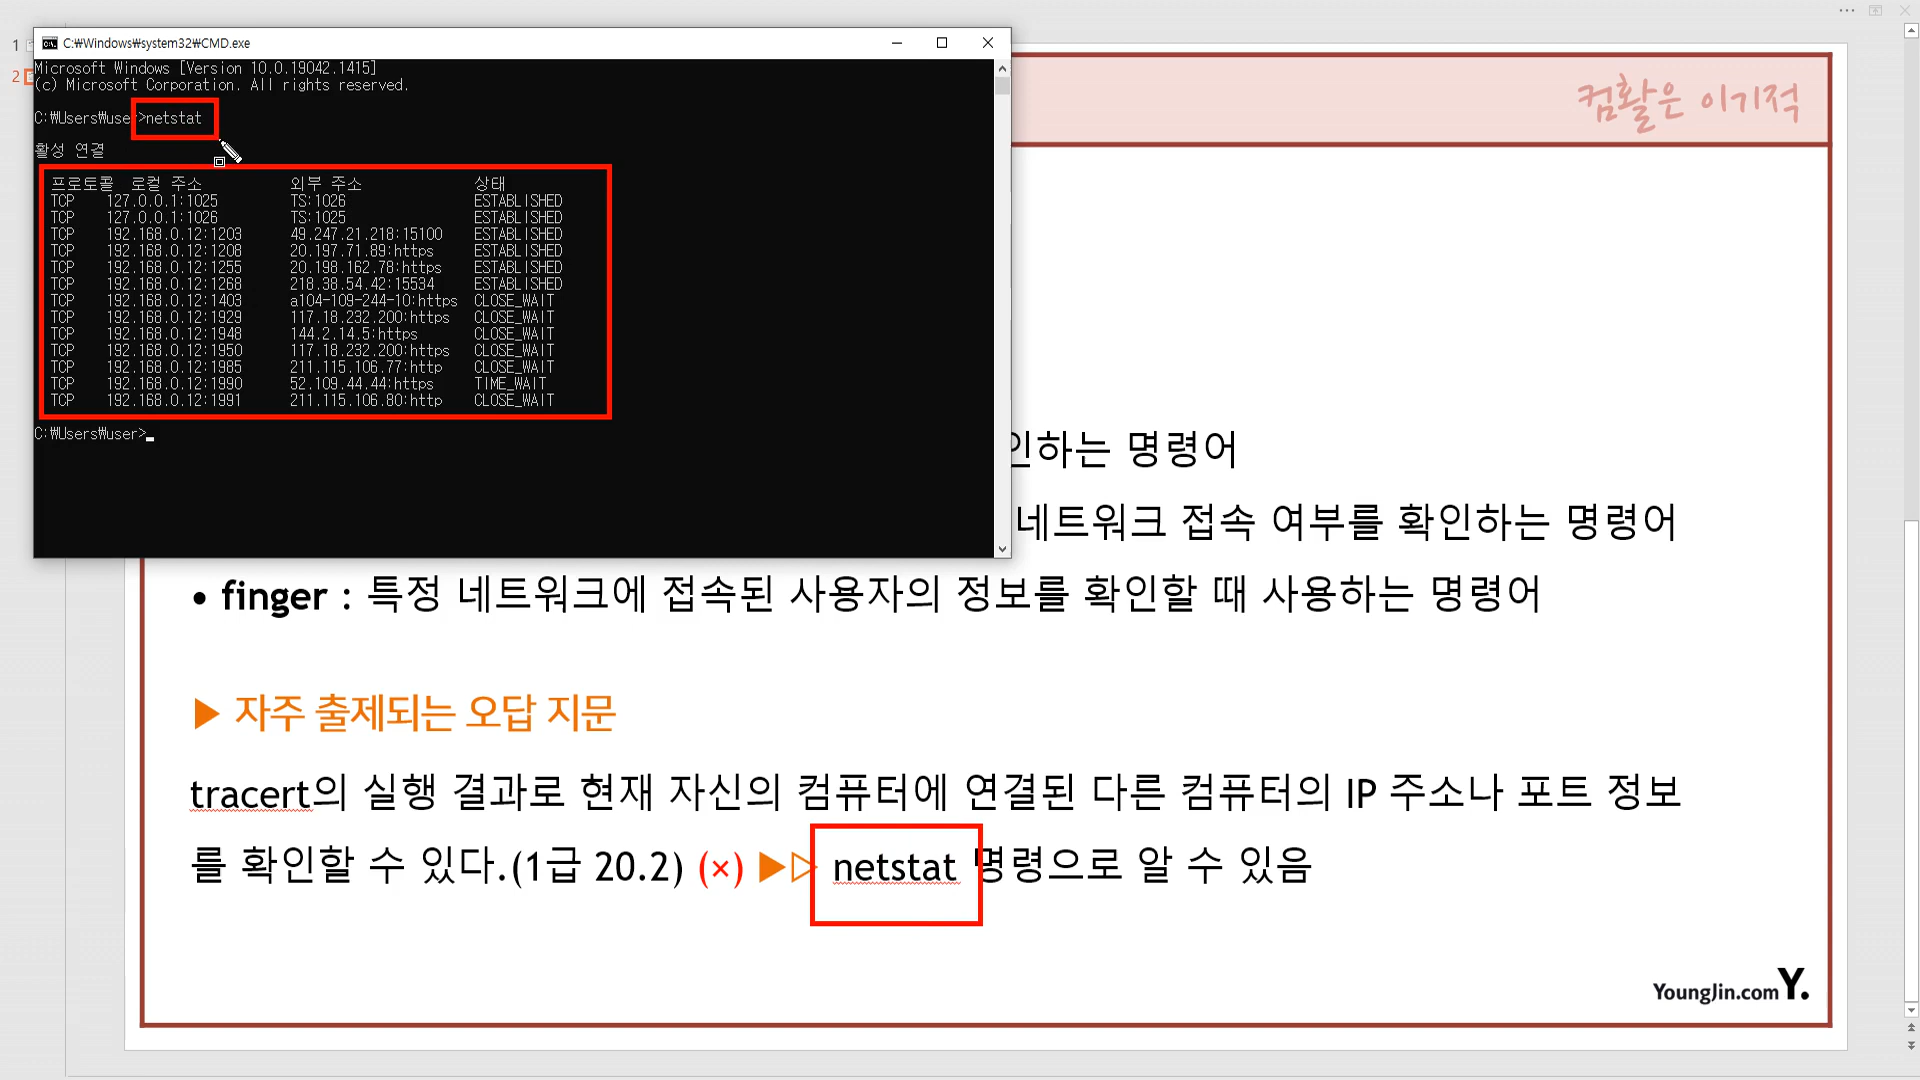 1
2
C:₩Windows₩system32₩CMD.exe
Microsoft Windows [Version 10.0.19042.1415]
(c) Microsoft Corporation. All rights reserved.
C:₩Users₩user>netstat
활성 연결
프로토콜 로컬 주소 외부 주소 상태
TCP 127.0.0.1:1025 TS:1026 ESTABLISHED
TCP 127.0.0.1:1026 TS:1025 ESTABLISHED
TCP 192.168.0.12:1203 49.247.21.218:15100 ESTABLISHED
TCP 192.168.0.12:1208 20.197.71.89:https ESTABLISHED
TCP 192.168.0.12:1255 20.198.162.78:https ESTABLISHED
TCP 192.168.0.12:1268 218.38.54.42:15534 ESTABLISHED
TCP 192.168.0.12:1403 a104-109-244-10:https CLOSE_WAIT
TCP 192.168.0.12:1929 117.18.232.200:https CLOSE_WAIT
TCP 192.168.0.12:1948 144.2.14.5:https CLOSE_WAIT
TCP 192.168.0.12:1950 117.18.232.200:https CLOSE_WAIT
TCP 192.168.0.12:1985 211.115.106.77:http CLOSE_WAIT
TCP 192.168.0.12:1990 52.109.44.44:https TIME_WAIT
TCP 192.168.0.12:1991 211.115.106.80:http CLOSE_WAIT
C:₩Users₩user>
컴활은 이기적
인하는 명령어
네트워크 접속 여부를 확인하는 명령어
• finger : 특정 네트워크에 접속된 사용자의 정보를 확인할 때 사용하는 명령어
▶ 자주 출제되는 오답 지문
tracert의 실행 결과로 현재 자신의 컴퓨터에 연결된 다른 컴퓨터의 IP 주소나 포트 정보
를 확인할 수 있다.(1급 20.2) (×) ▶▷ netstat 명령으로 알 수 있음
YoungJin.com Y.